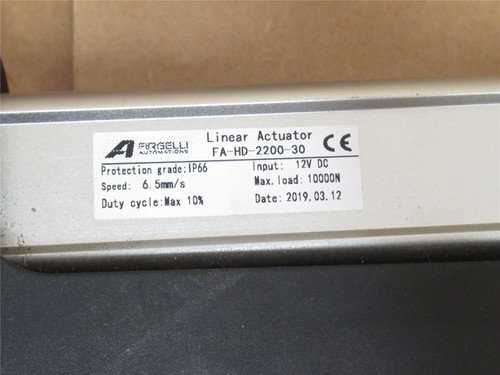 Linear Actuator
FIRGELLI
AUTOMATIONS
FA-HD-2200-30
CE
Protection grade:IP66
Input: 12V DC
Speed: 6.5mm/s
Max.load: 10000N
Duty cycle:Max 10%
Date: 2019.03.12